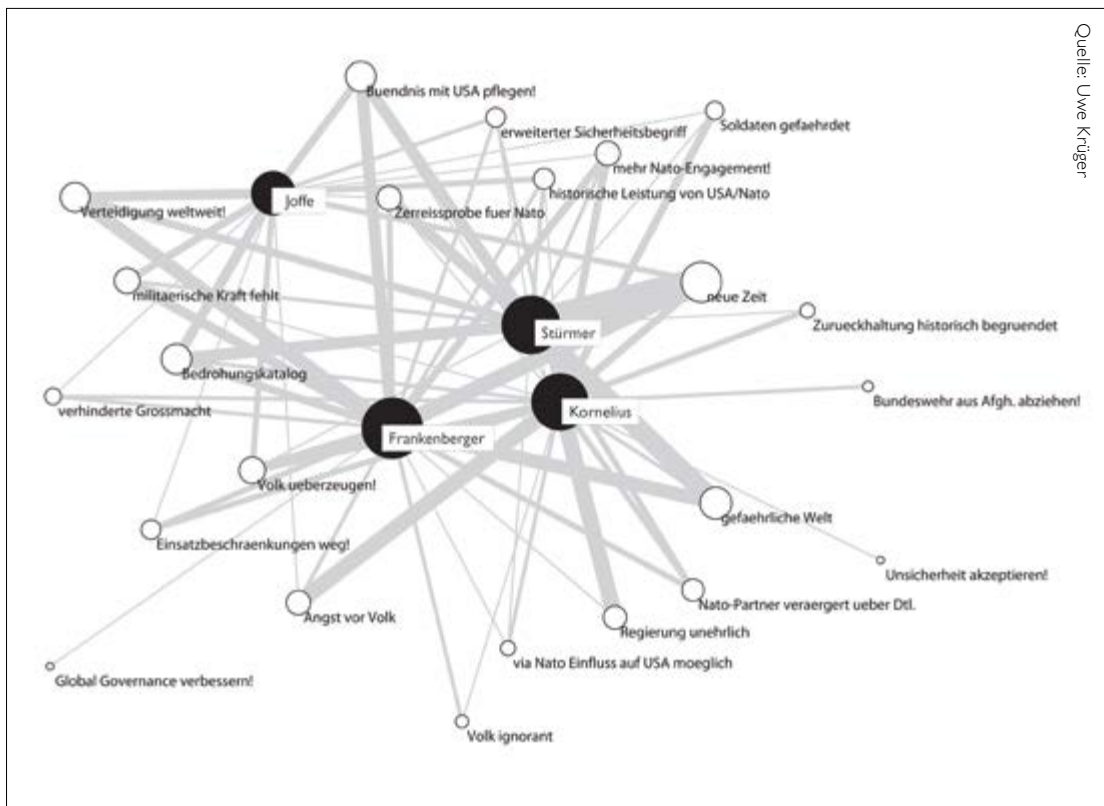 Quelle: Uwe Krüger
Buendnis mit USA pflegen!
erweiterter Sicherheitsbegriff
Soldaten gefaehrdet
mehr Nato-Engagement!
historische Leistung von USA/Nato
Joffe
Verteidigung weltweit!
Zerreissprobe fuer Nato
militaerische Kraft fehlt
neue Zeit
Zurueckhaltung historisch begruendet
Stürmer
Bedrohungskatalog
Bundeswehr aus Afgh. abziehen!
verhinderte Grossmacht
Kornelius
Frankenberger
Volk ueberzeugen!
gefaehrliche Welt
Einsatzbeschraenkungen weg!
Unsicherheit akzeptieren!
Nato-Partner veraergert ueber Dtl.
Angst vor Volk
Regierung unehrlich
via Nato Einfluss auf USA moeglich
Global Governance verbessern!
Volk ignorant